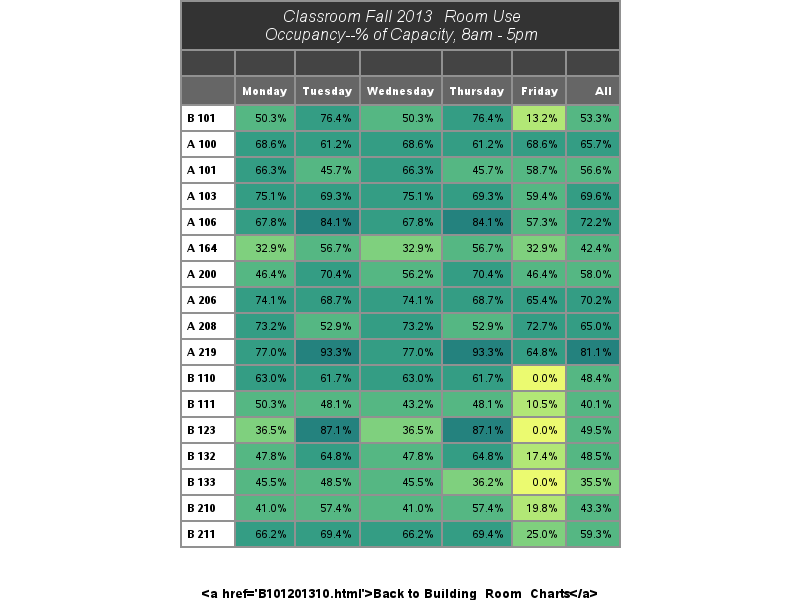 Classroom Fall 2013 Room Use
Occupancy--% of Capacity, 8am - 5pm
Monday Tuesday Wednesday Thursday Friday All
B 101 50.3% 76.4% 50.3% 76.4% 13.2% 53.3%
A 100 68.6% 61.2% 68.6% 61.2% 68.6% 65.7%
A 101 66.3% 45.7% 66.3% 45.7% 58.7% 56.6%
A 103 75.1% 69.3% 75.1% 69.3% 59.4% 69.6%
A 106 67.8% 84.1% 67.8% 84.1% 57.3% 72.2%
A 164 32.9% 56.7% 32.9% 56.7% 32.9% 42.4%
A 200 46.4% 70.4% 56.2% 70.4% 46.4% 58.0%
A 206 74.1% 68.7% 74.1% 68.7% 65.4% 70.2%
A 208 73.2% 52.9% 73.2% 52.9% 72.7% 65.0%
A 219 77.0% 93.3% 77.0% 93.3% 64.8% 81.1%
B 110 63.0% 61.7% 63.0% 61.7% 0.0% 48.4%
B 111 50.3% 48.1% 43.2% 48.1% 10.5% 40.1%
B 123 36.5% 87.1% 36.5% 87.1% 0.0% 49.5%
B 132 47.8% 64.8% 47.8% 64.8% 17.4% 48.5%
B 133 45.5% 48.5% 45.5% 36.2% 0.0% 35.5%
B 210 41.0% 57.4% 41.0% 57.4% 19.8% 43.3%
B 211 66.2% 69.4% 66.2% 69.4% 25.0% 59.3%
<a href='B101201310.html'>Back to Building_Room_Charts</a>